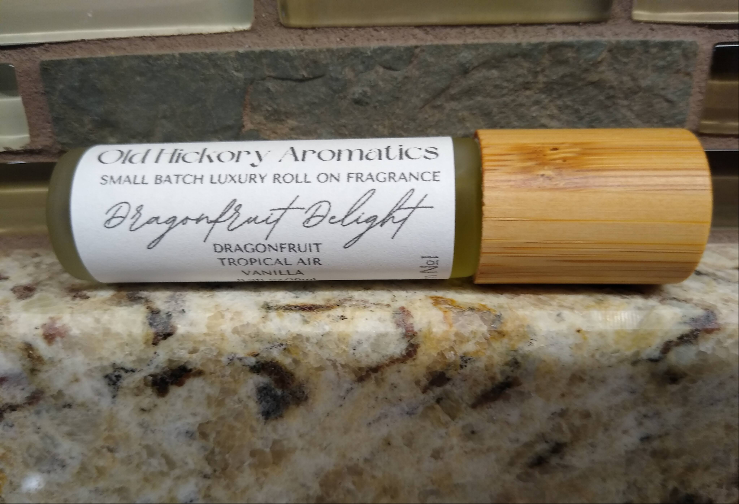 Old Hickory Aromatics
SMALL BATCH LUXURY ROLL ON FRAGRANCE
Dragonfruit Delight
DRAGONFRUIT
TROPICAL AIR
VANILLA